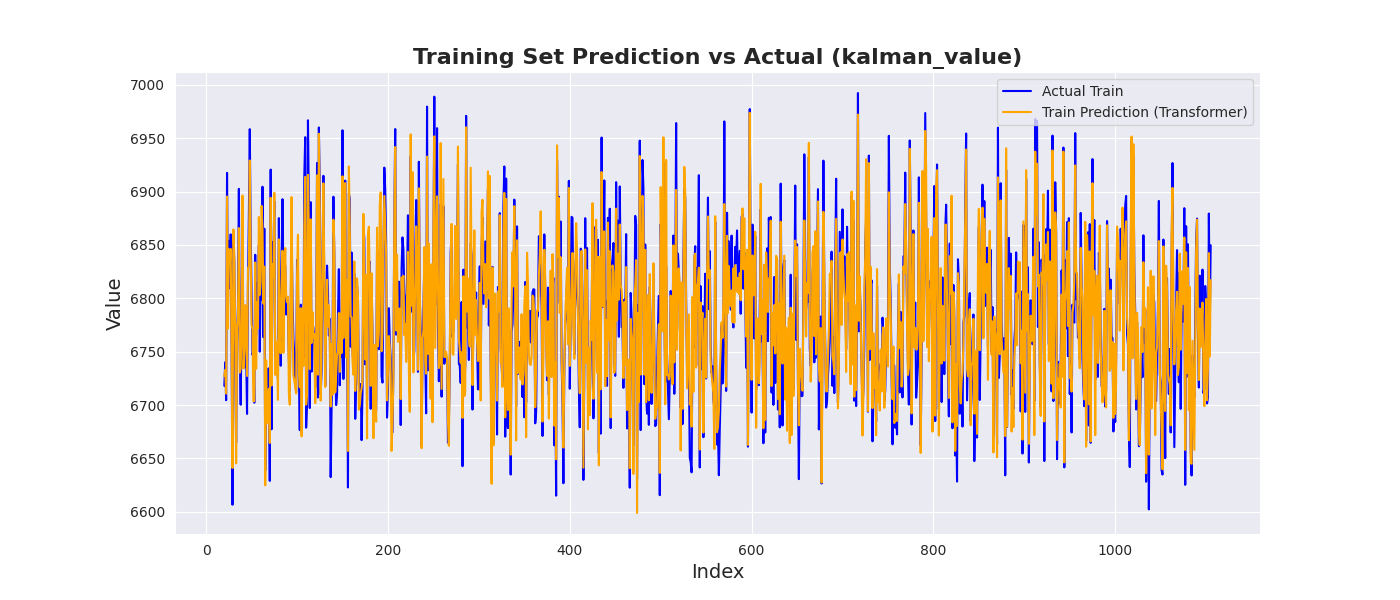 Training Set Prediction vs Actual (kalman_value)
Actual Train
Train Prediction (Transformer)
Value
7000
6950
6900
6850
6800
6750
6700
6650
6600
0 200 400 600 800 1000
Index